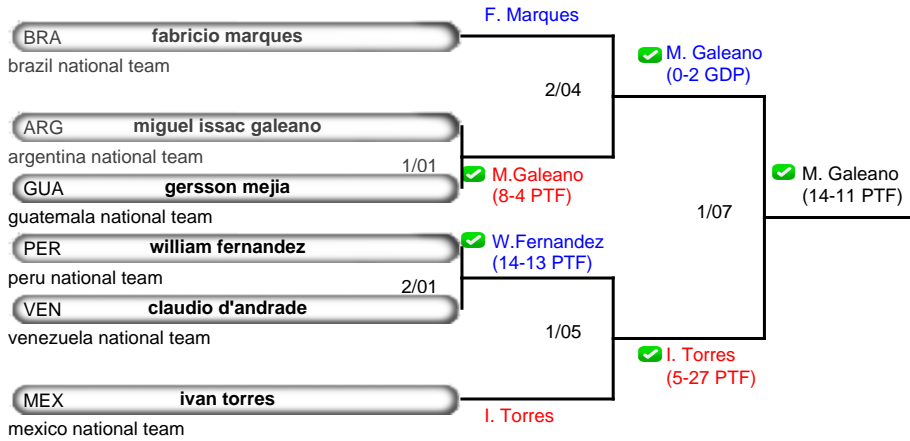 F. Marques
BRA fabricio marques
brazil national team
M. Galeano
(0-2 GDP)
2/04
ARG miguel issac galeano
argentina national team
1/01
M.Galeano
(8-4 PTF)
GUA gersson mejia
guatemala national team
M. Galeano
(14-11 PTF)
1/07
PER william fernandez
peru national team
W.Fernandez
(14-13 PTF)
2/01
VEN claudio d'andrade
venezuela national team
1/05
I. Torres
(5-27 PTF)
MEX ivan torres
mexico national team
I. Torres